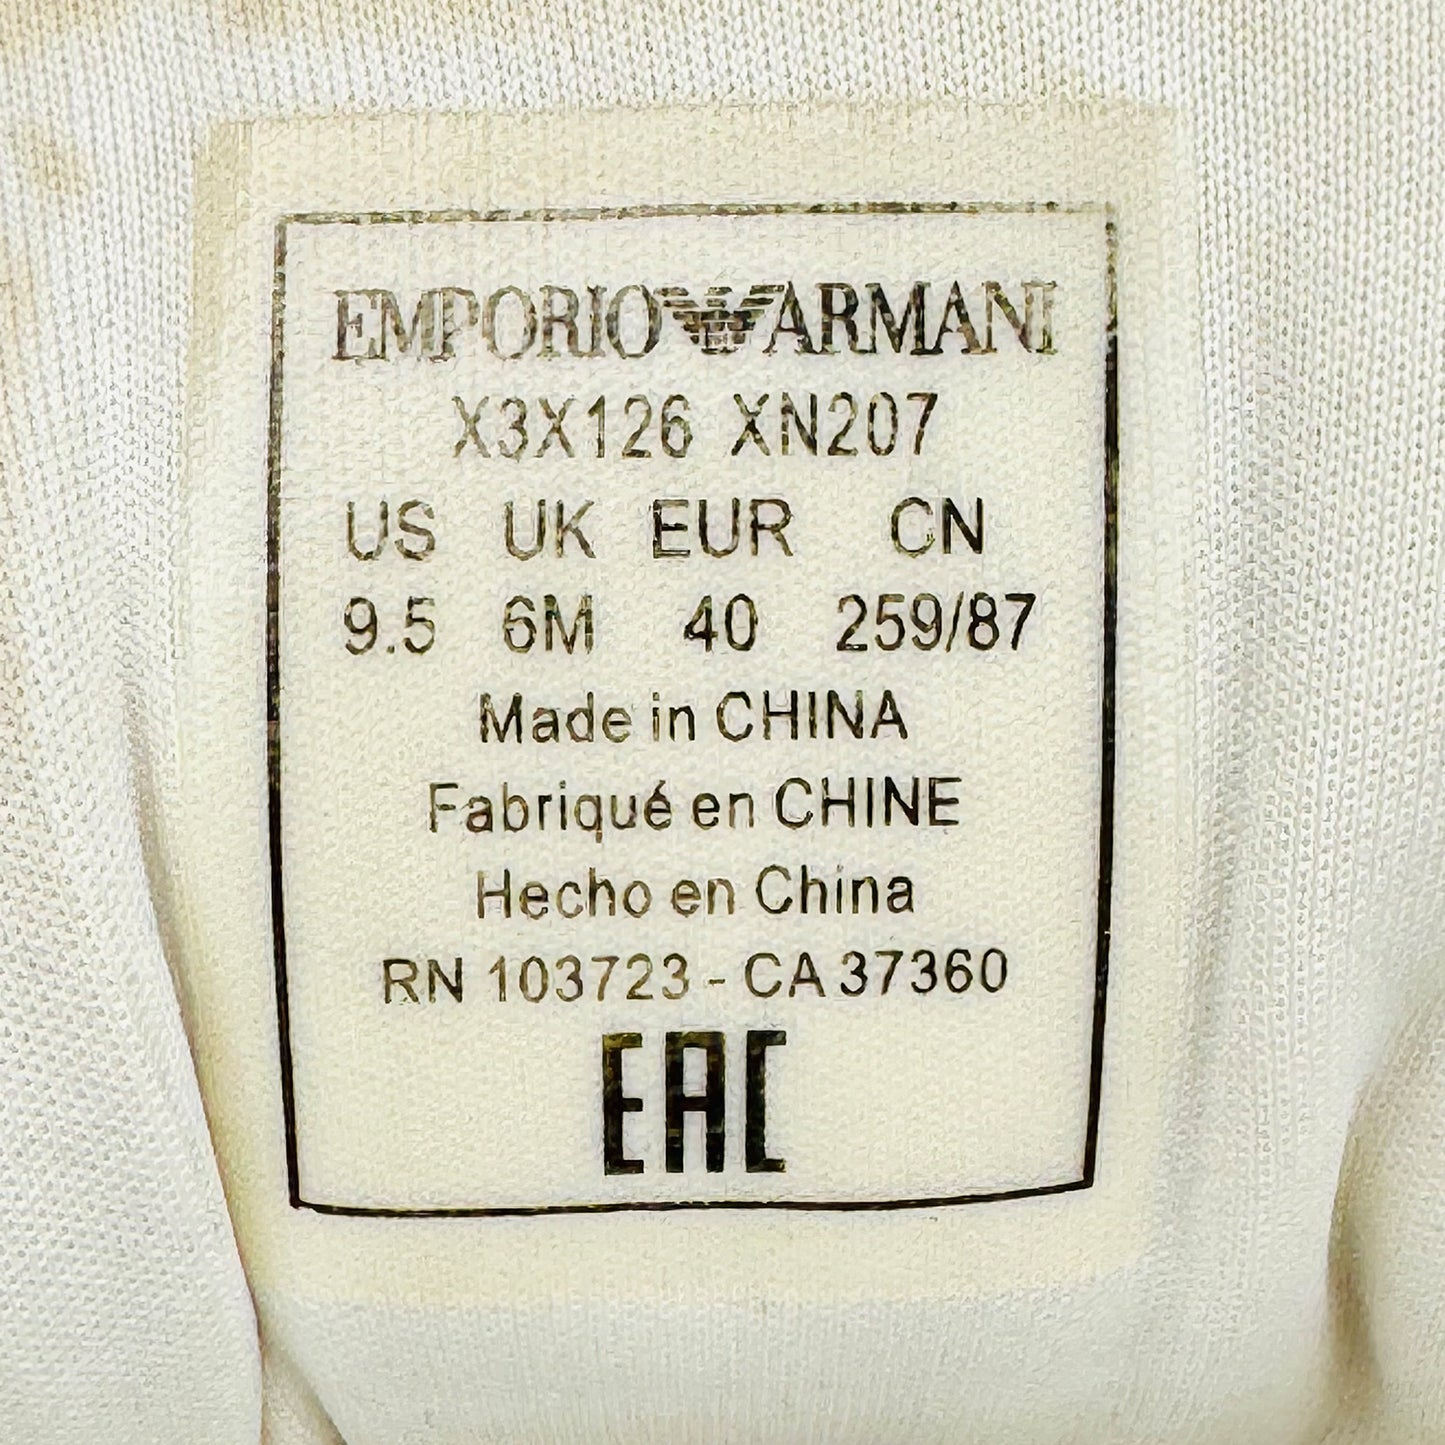 EMPORIO ARMANI
X3X126 XN207
US UK EUR CN
9.5 6M 40 259/87
Made in CHINA
Fabriqué en CHINE
Hecho en China
RN 103723 - CA 37360
EAC